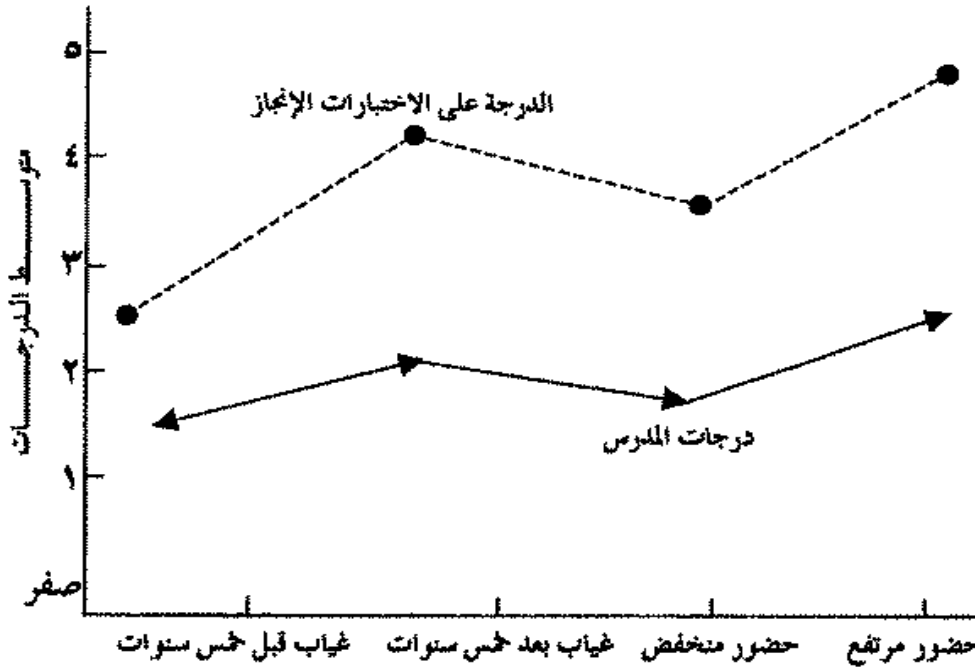 ٥
الدرجة على الاختبارات الإنجاز
٤
توسط الدرجات
٣
٢
درجات المدرس
١
صفر
غياب قبل خمس سنوات
غياب بعد خمس سنوات
حضور منخفض
حضور مرتفع